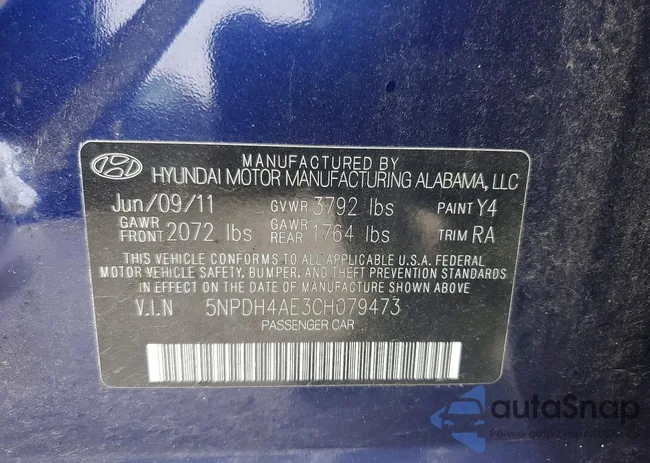 MANUFACTURED BY
HYUNDAI MOTOR MANUFACTURING ALABAMA, LLC
Jun/09/11 GVWR 3792 lbs PAINT Y4
GAWR FRONT 2072 lbs GAWR REAR 1764 lbs TRIM RA
THIS VEHICLE CONFORMS TO ALL APPLICABLE U.S.A. FEDERAL
MOTOR VEHICLE SAFETY, BUMPER, AND THEFT PREVENTION
STANDARDS IN EFFECT ON THE
DATE OF MANUFACTURE SHOWN ABOVE
V.I.N 5NPDH4AE3CH079473
PASSENGER CAR
autoSnap